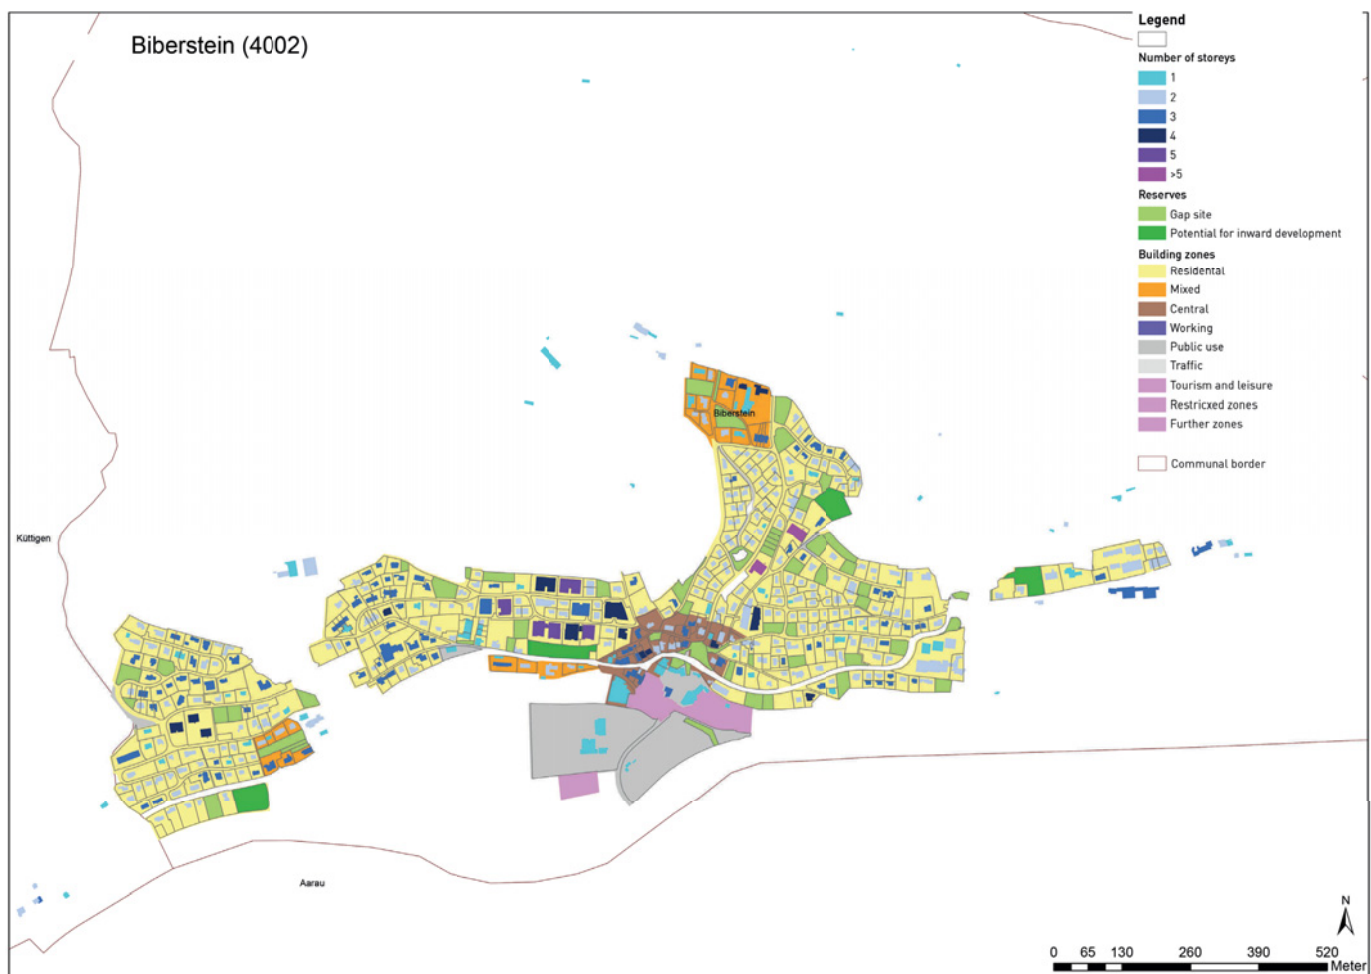 Biberstein (4002)
Legend
Number of storeys
1
2
3
4
5
>5
Reserves
Gap site
Potential for inward development
Building zones
Residental
Mixed
Central
Working
Public use
Traffic
Tourism and leisure
Restricxed zones
Further zones
Communal border
Biberstein
Küttigen
Aarau
N
0 65 130 260 390 520
Meter